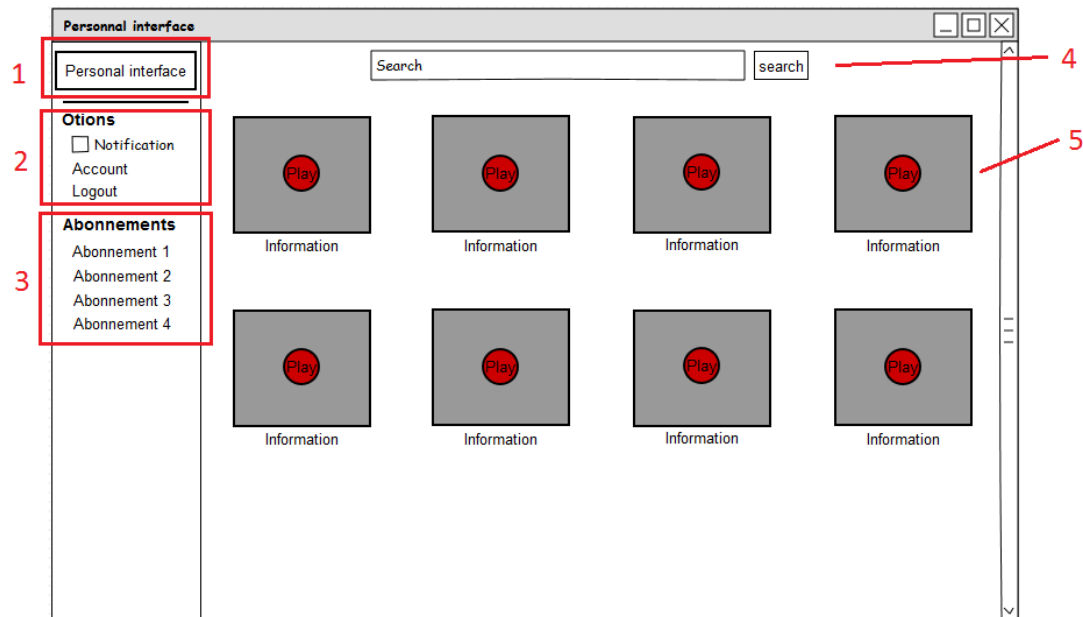 Personnal interface
1
Personal interface
Search
search
4
2
Otions
Notification
Account
Logout
5
Play
Play
Play
Play
Information
Information
Information
Information
3
Abonnements
Abonnement 1
Abonnement 2
Abonnement 3
Abonnement 4
Play
Play
Play
Play
Information
Information
Information
Information